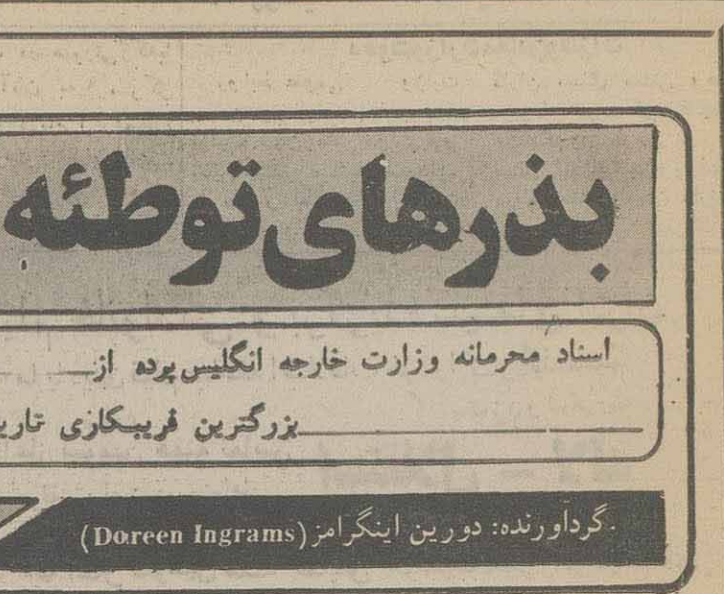 بذرهای توطئه
اسناد محرمانه وزارت خارجه انگلیس پرده از
بزرگترین فریبکاری
گردآورنده: دورین اینگرامز (Doreen Ingrams)